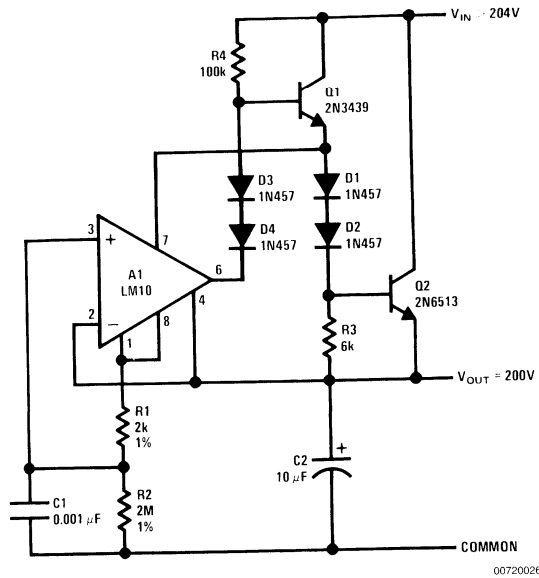 V_IN - 204V
R4
100k
Q1
2N3439
D3
1N457
D1
1N457
D4
1N457
D2
1N457
3
+
7
A1
LM10
6
4
2
−
1
8
Q2
2N6513
R3
6k
V_OUT = 200V
R1
2k
1%
C2
10 μF
+
R2
2M
1%
C1
0.001 μF
COMMON
00720026